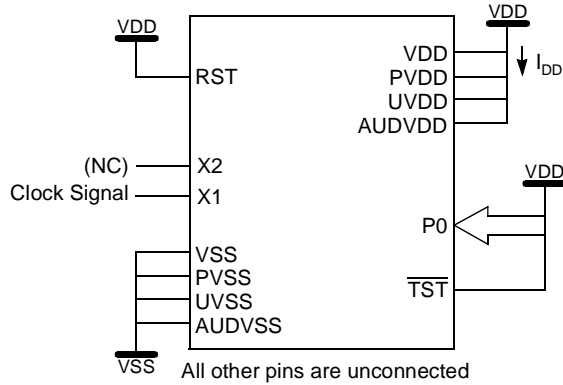 VDD
RST
(NC)
X2
Clock Signal
X1
VSS
PVSS
UVSS
AUDVSS
VSS
VDD
VDD
PVDD
UVDD
AUDVDD
IDD
VDD
P0
TST
All other pins are unconnected